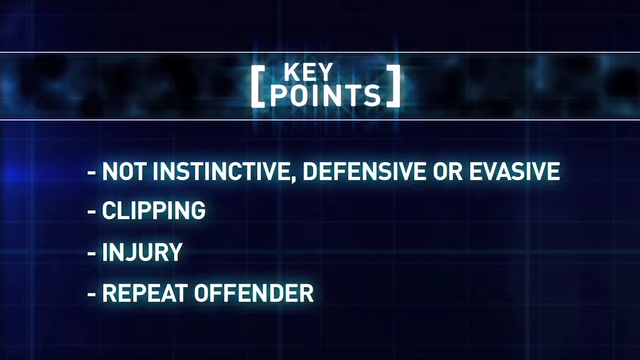 [KEY
POINTS]
- NOT INSTINCTIVE, DEFENSIVE OR EVASIVE
- CLIPPING
- INJURY
- REPEAT OFFENDER